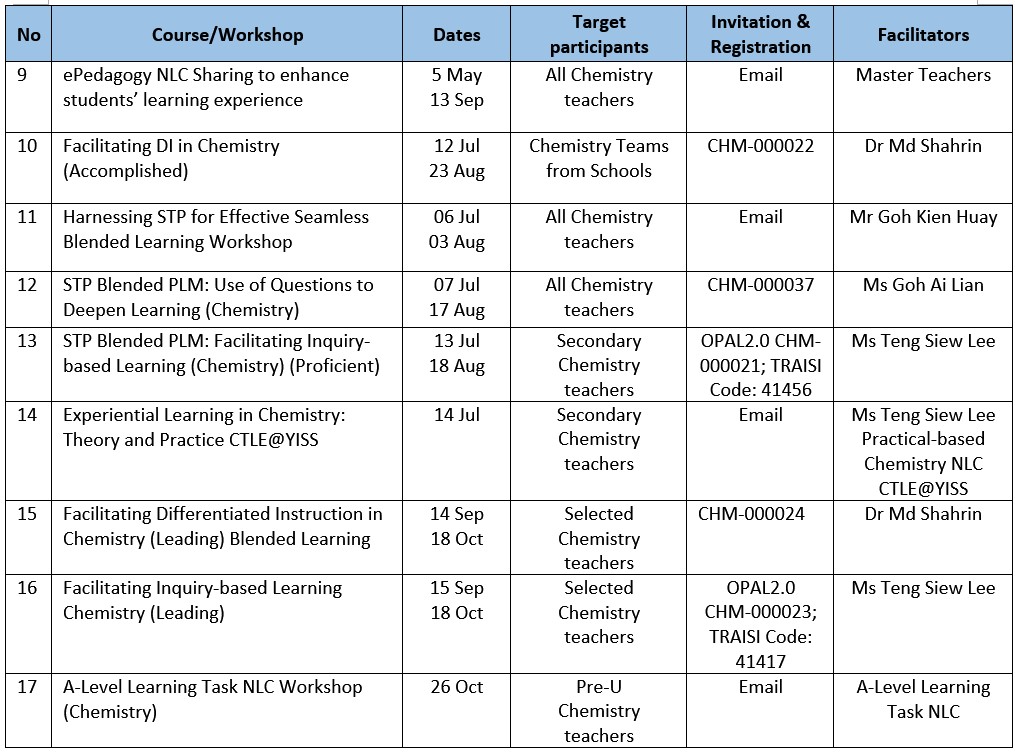 No Course/Workshop Dates Target participants Invitation & Registration Facilitators
9 ePedagogy NLC Sharing to enhance students’ learning experience 5 May 13 Sep All Chemistry teachers Email Master Teachers
10 Facilitating DI in Chemistry (Accomplished) 12 Jul 23 Aug Chemistry Teams from Schools CHM-000022 Dr Md Shahrin
11 Harnessing STP for Effective Seamless Blended Learning Workshop 06 Jul 03 Aug All Chemistry teachers Email Mr Goh Kien Huay
12 STP Blended PLM: Use of Questions to Deepen Learning (Chemistry) 07 Jul 17 Aug All Chemistry teachers CHM-000037 Ms Goh Ai Lian
13 STP Blended PLM: Facilitating Inquiry-based Learning (Chemistry) (Proficient) 13 Jul 18 Aug Secondary Chemistry teachers OPAL2.0 CHM-000021; TRAISI Code: 41456 Ms Teng Siew Lee
14 Experiential Learning in Chemistry: Theory and Practice CTLE@YISS 14 Jul Secondary Chemistry teachers Email Ms Teng Siew Lee Practical-based Chemistry NLC CTLE@YISS
15 Facilitating Differentiated Instruction in Chemistry (Leading) Blended Learning 14 Sep 18 Oct Selected Chemistry teachers CHM-000024 Dr Md Shahrin
16 Facilitating Inquiry-based Learning Chemistry (Leading) 15 Sep 18 Oct Selected Chemistry teachers OPAL2.0 CHM-000023; TRAISI Code: 41417 Ms Teng Siew Lee
17 A-Level Learning Task NLC Workshop (Chemistry) 26 Oct Pre-U Chemistry teachers Email A-Level Learning Task NLC